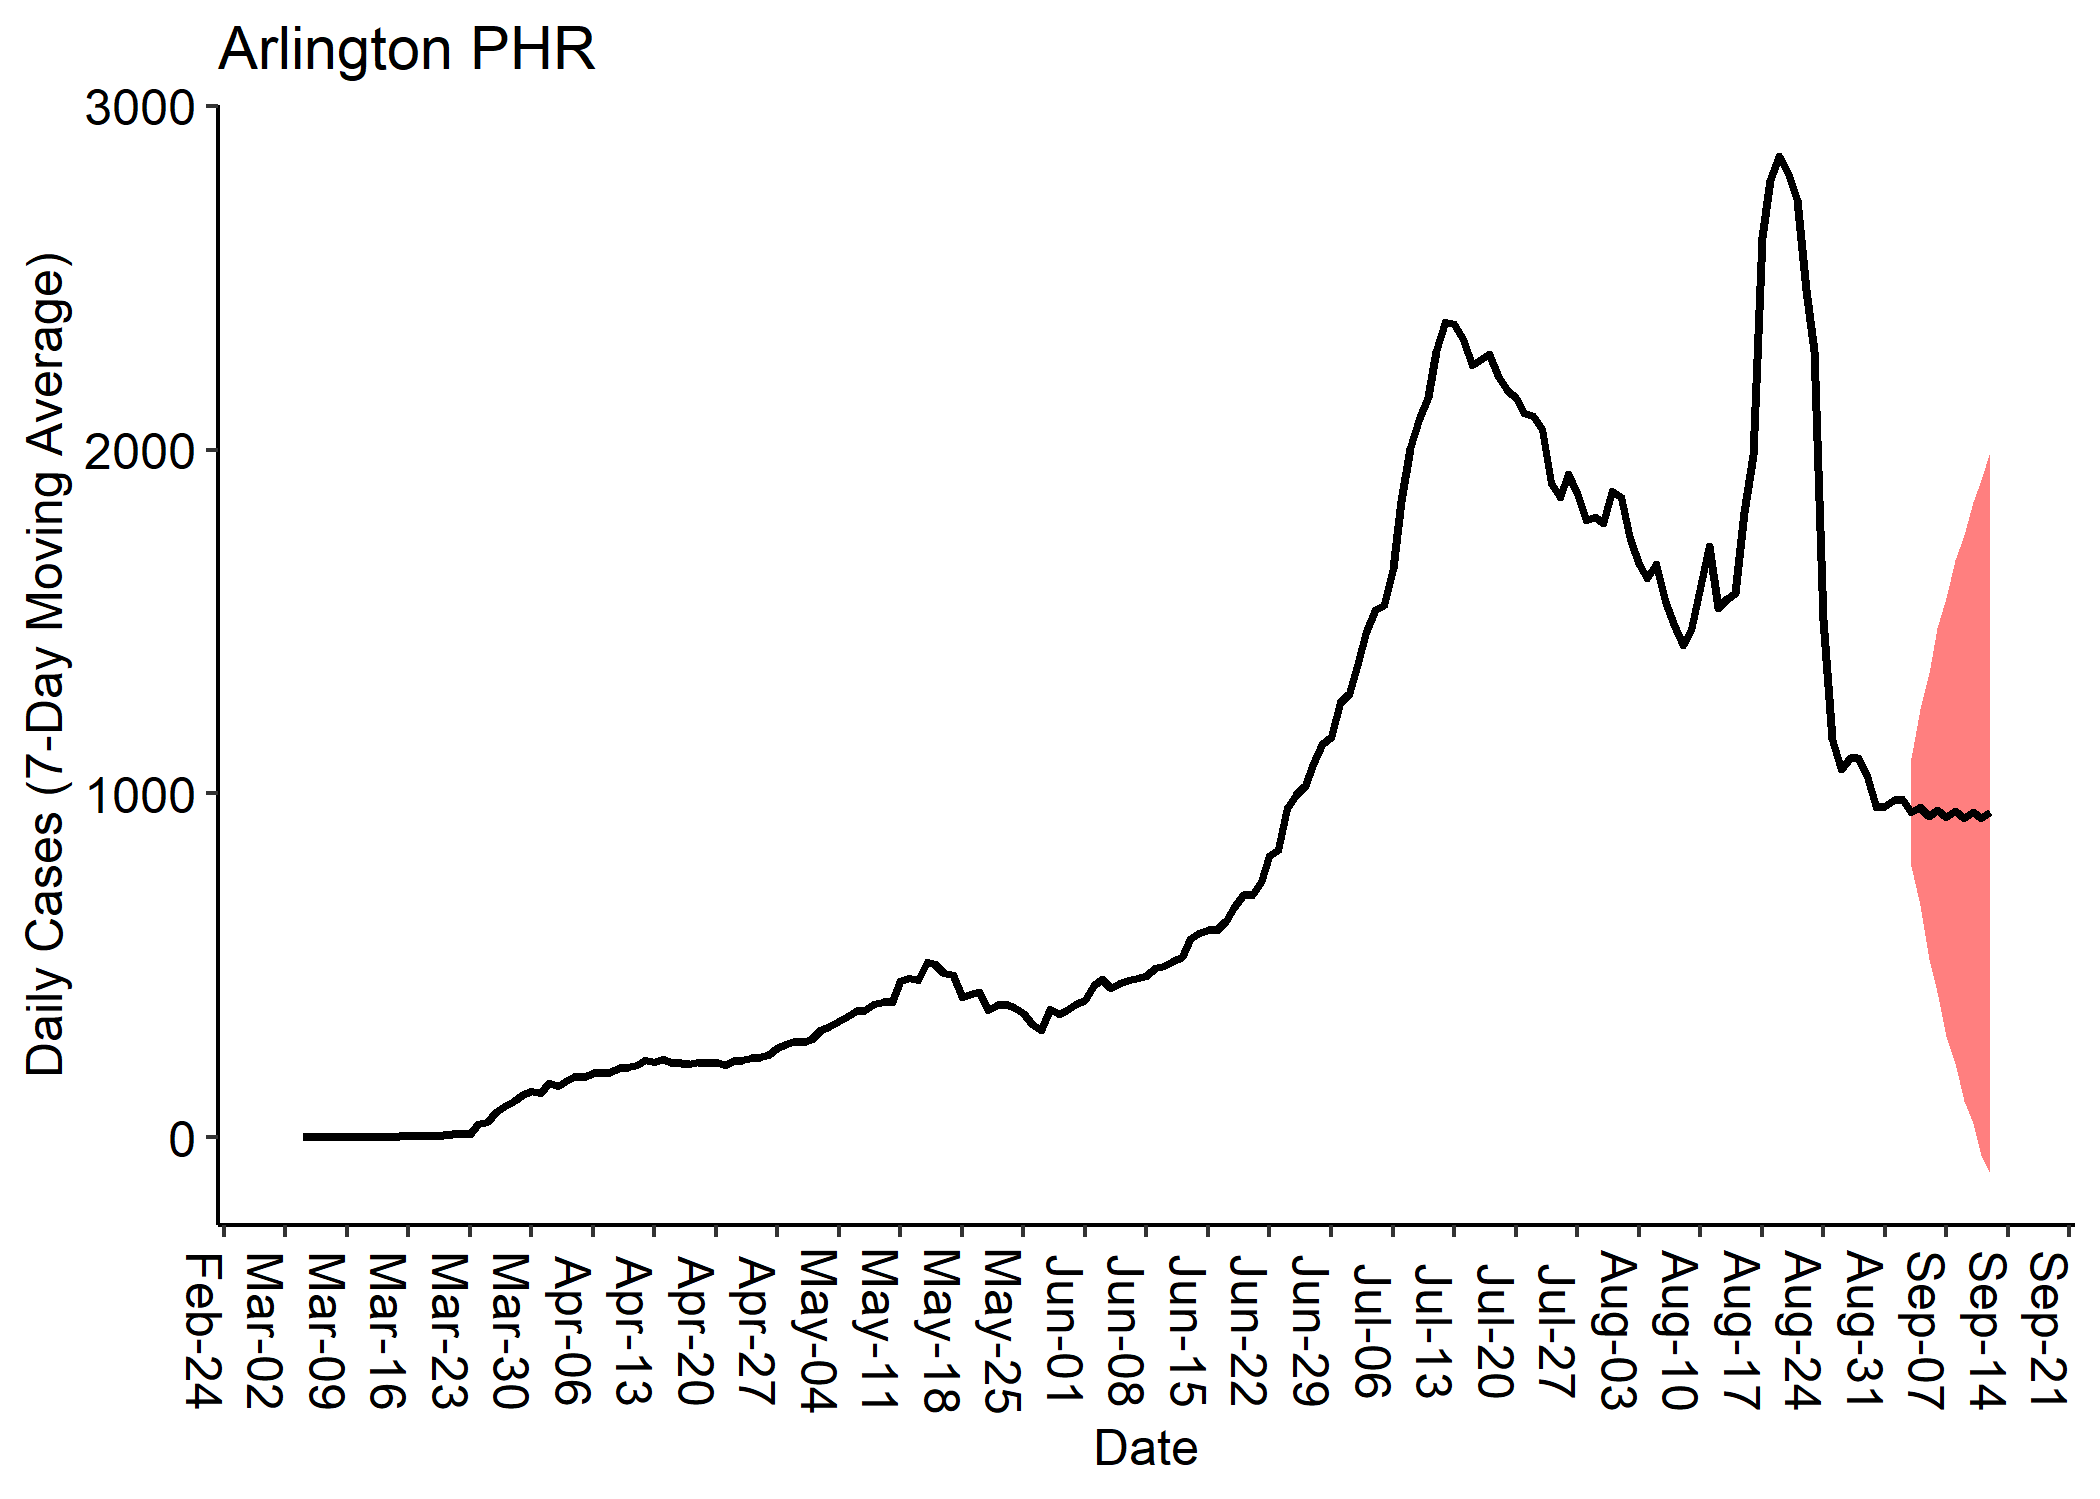 Arlington PHR
Daily Cases (7-Day Moving Average)
3000
2000
1000
0
Feb-24
Mar-02
Mar-09
Mar-16
Mar-23
Mar-30
Apr-06
Apr-13
Apr-20
Apr-27
May-04
May-11
May-18
May-25
Jun-01
Jun-08
Jun-15
Jun-22
Jun-29
Jul-06
Jul-13
Jul-20
Jul-27
Aug-03
Aug-10
Aug-17
Aug-24
Aug-31
Sep-07
Sep-14
Sep-21
Date